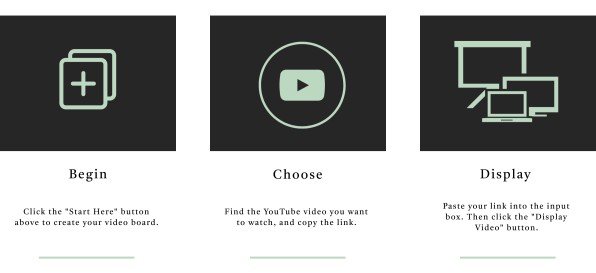 Begin
Click the "Start Here" button
above to create your video board.
Choose
Find the YouTube video you want
to watch, and copy the link.
Display
Paste your link into the input
box. Then click the "Display
Video" button.